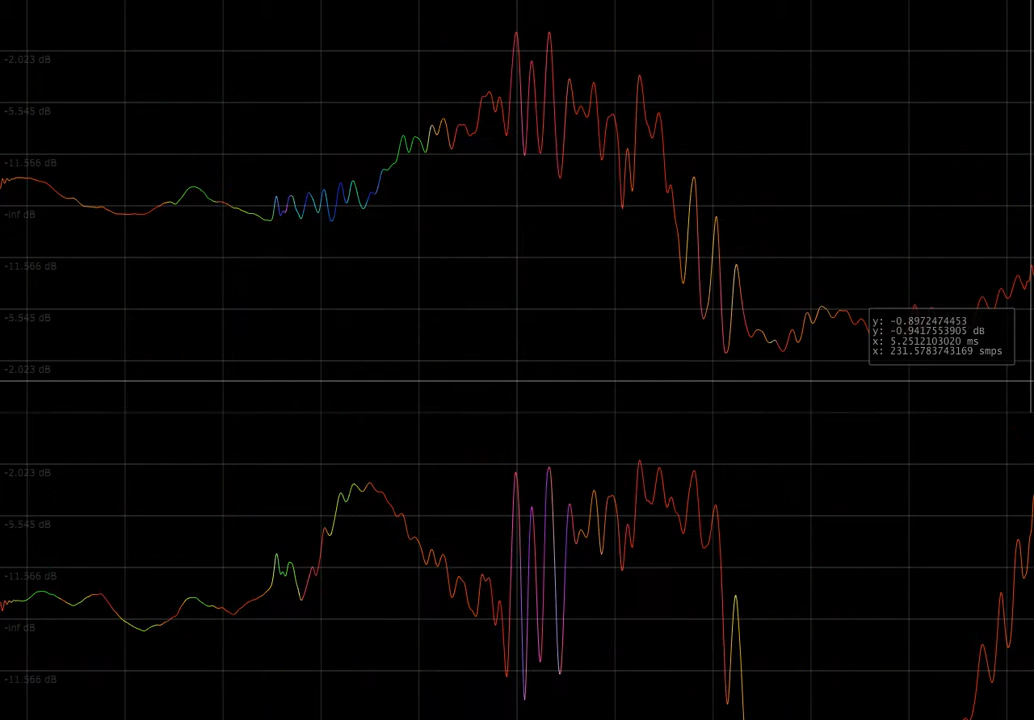 -2.023 dB
-5.545 dB
-11.566 dB
-inf dB
-11.566 dB
-5.545 dB
-2.023 dB
y: -0.8972474453
y: -0.9417553905 dB
x: 5.2512103020 ms
x: 231.5783743169 smps
-2.023 dB
-5.545 dB
-11.566 dB
-inf dB
-11.566 dB